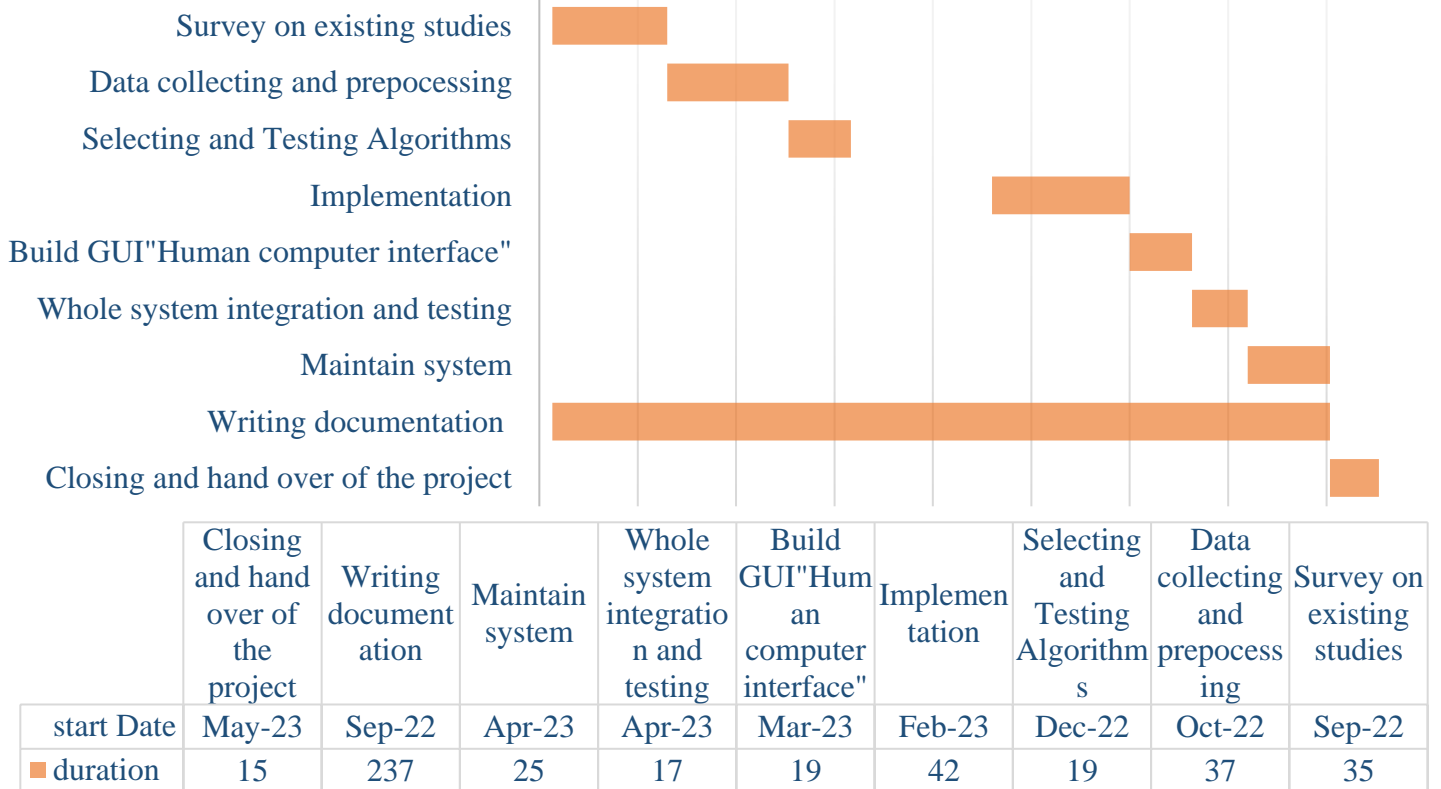 Survey on existing studies
Data collecting and prepocessing
Selecting and Testing Algorithms
Implementation
Build GUI"Human computer interface"
Whole system integration and testing
Maintain system
Writing documentation
Closing and hand over of the project
Closing
and hand
over of
the
project
Writing
document
ation
Maintain
system
Whole
system
integratio
n and
testing
Build
GUI"Hum
an
computer
interface"
Implemen
tation
Selecting
and
Testing
Algorithm
s
Data
collecting
and
prepocess
ing
Survey on
existing
studies
start Date May-23 Sep-22 Apr-23 Apr-23 Mar-23 Feb-23 Dec-22 Oct-22 Sep-22
duration 15 237 25 17 19 42 19 37 35